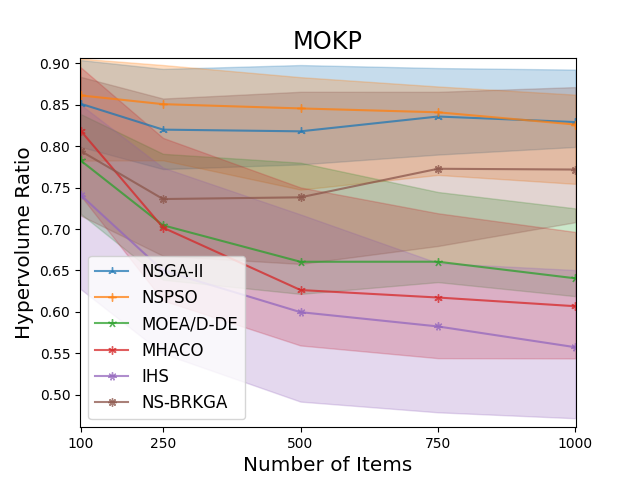 MOKP
Hypervolume Ratio
0.90
0.85
0.80
0.75
0.70
0.65
0.60
0.55
0.50
NSGA-II
NSPSO
MOEA/D-DE
MHACO
IHS
NS-BRKGA
100 250 500 750 1000
Number of Items